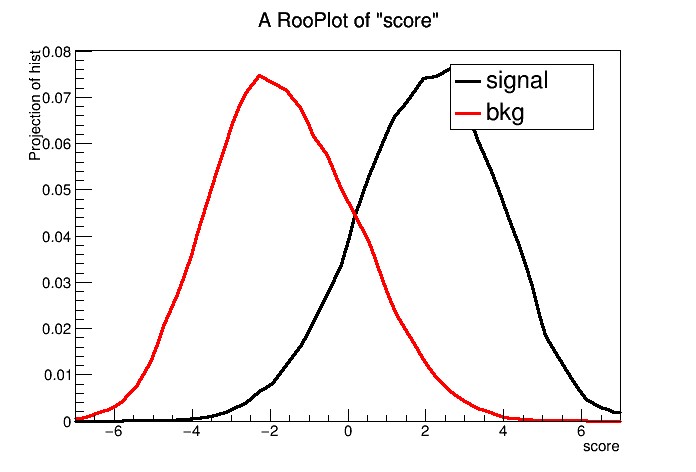 A RooPlot of "score"
Projection of hist
0.08
0.07
0.06
0.05
0.04
0.03
0.02
0.01
0
signal
bkg
−6 −4 −2 0 2 4 6
score